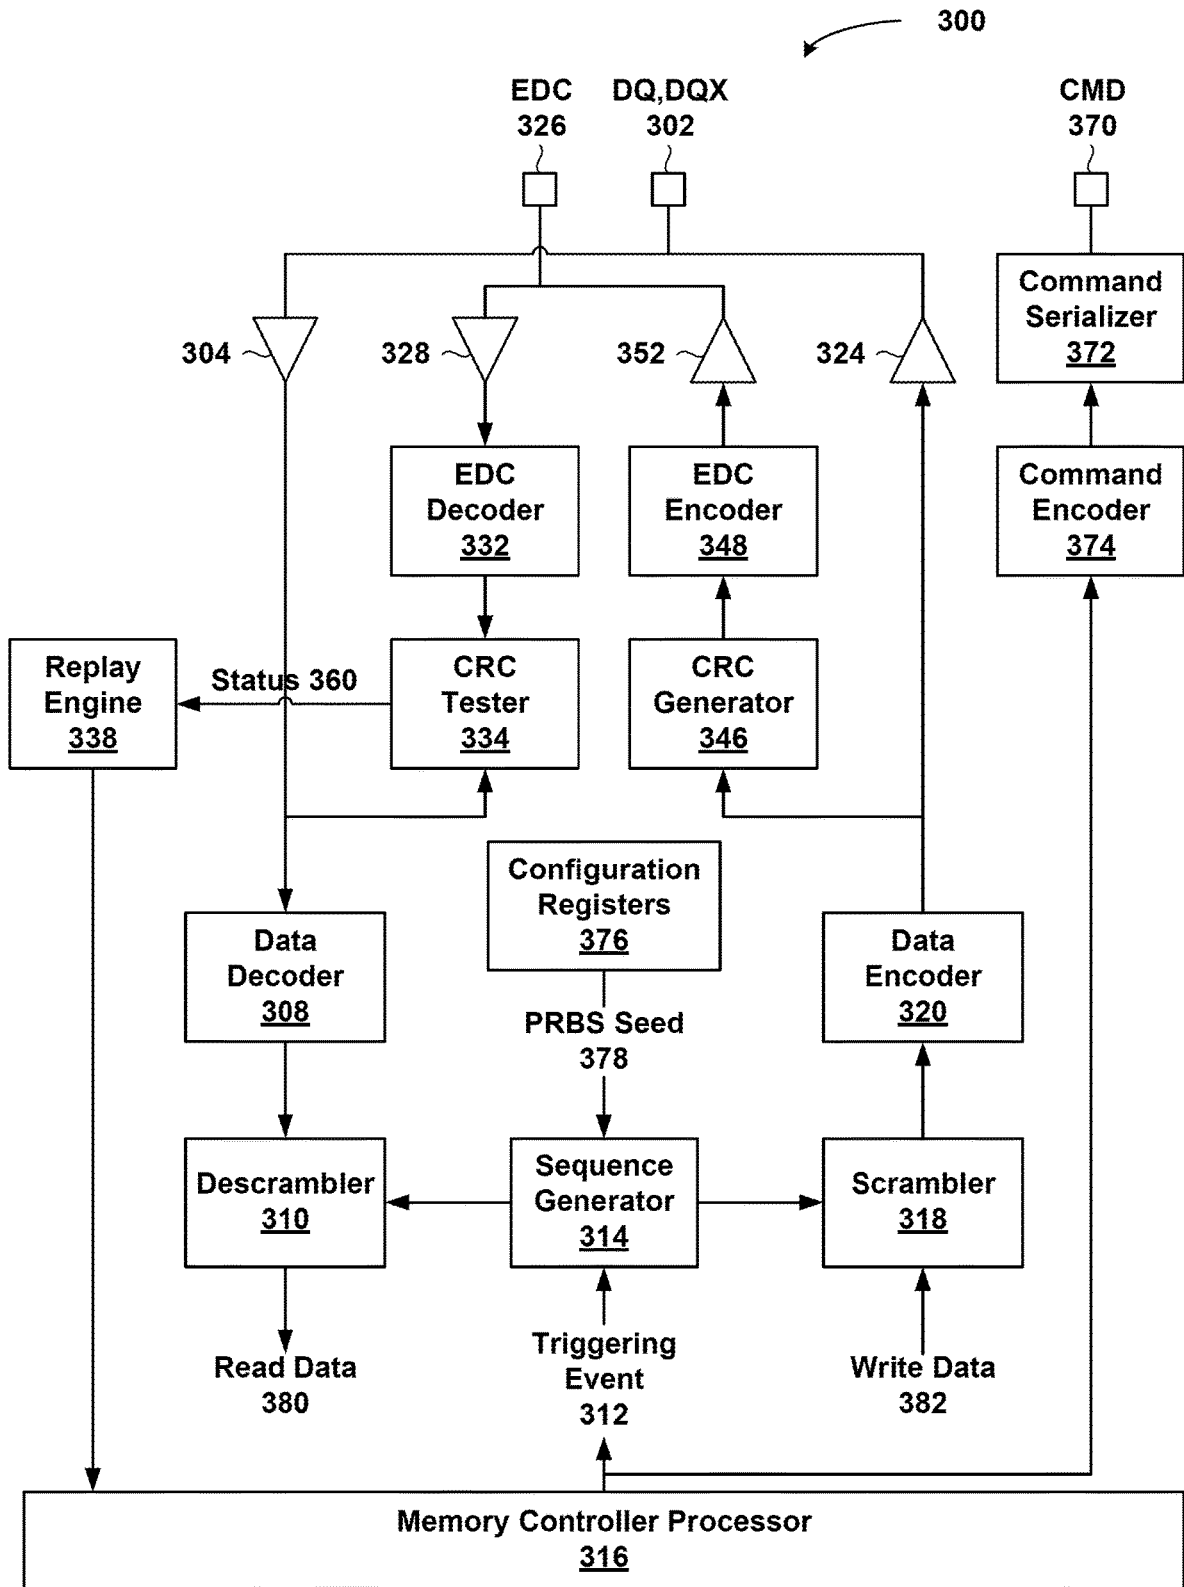 300
EDC
326
DQ,DQX
302
CMD
370
304
328
352
324
Command
Serializer
372
EDC
Decoder
332
EDC
Encoder
348
Command
Encoder
374
Replay
Engine
338
Status 360
CRC
Tester
334
CRC
Generator
346
Configuration
Registers
376
Data
Decoder
308
PRBS Seed
378
Data
Encoder
320
Descrambler
310
Sequence
Generator
314
Scrambler
318
Read Data
380
Triggering
Event
312
Write Data
382
Memory Controller Processor
316